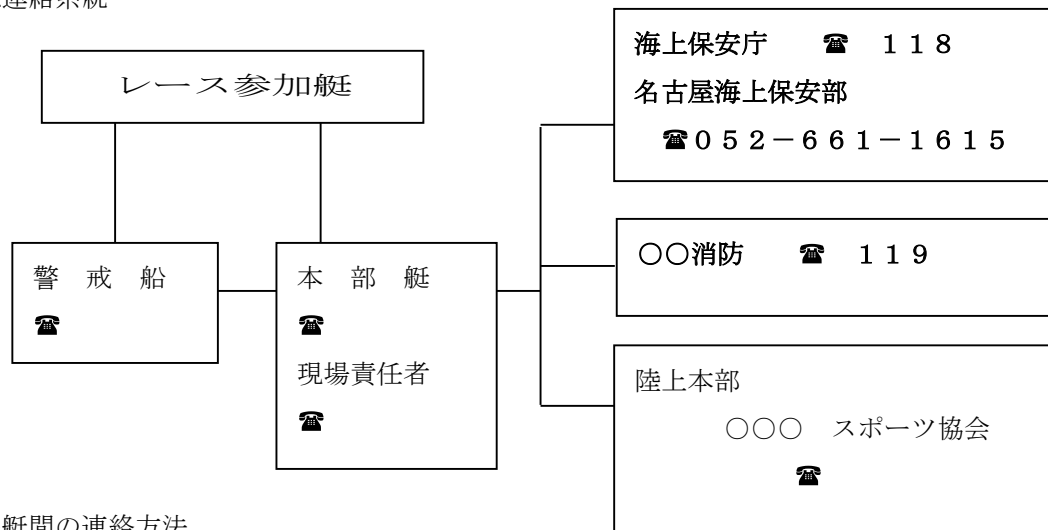 連絡系統
レース参加艇
警　戒　船
☎
本　部　艇
☎
現場責任者
☎
海上保安庁　　☎　１１８
名古屋海上保安部
☎０５２－６６１－１６１５
〇〇消防　　☎　１１９
陸上本部
〇〇〇　スポーツ協会
☎
艇間の連絡方法